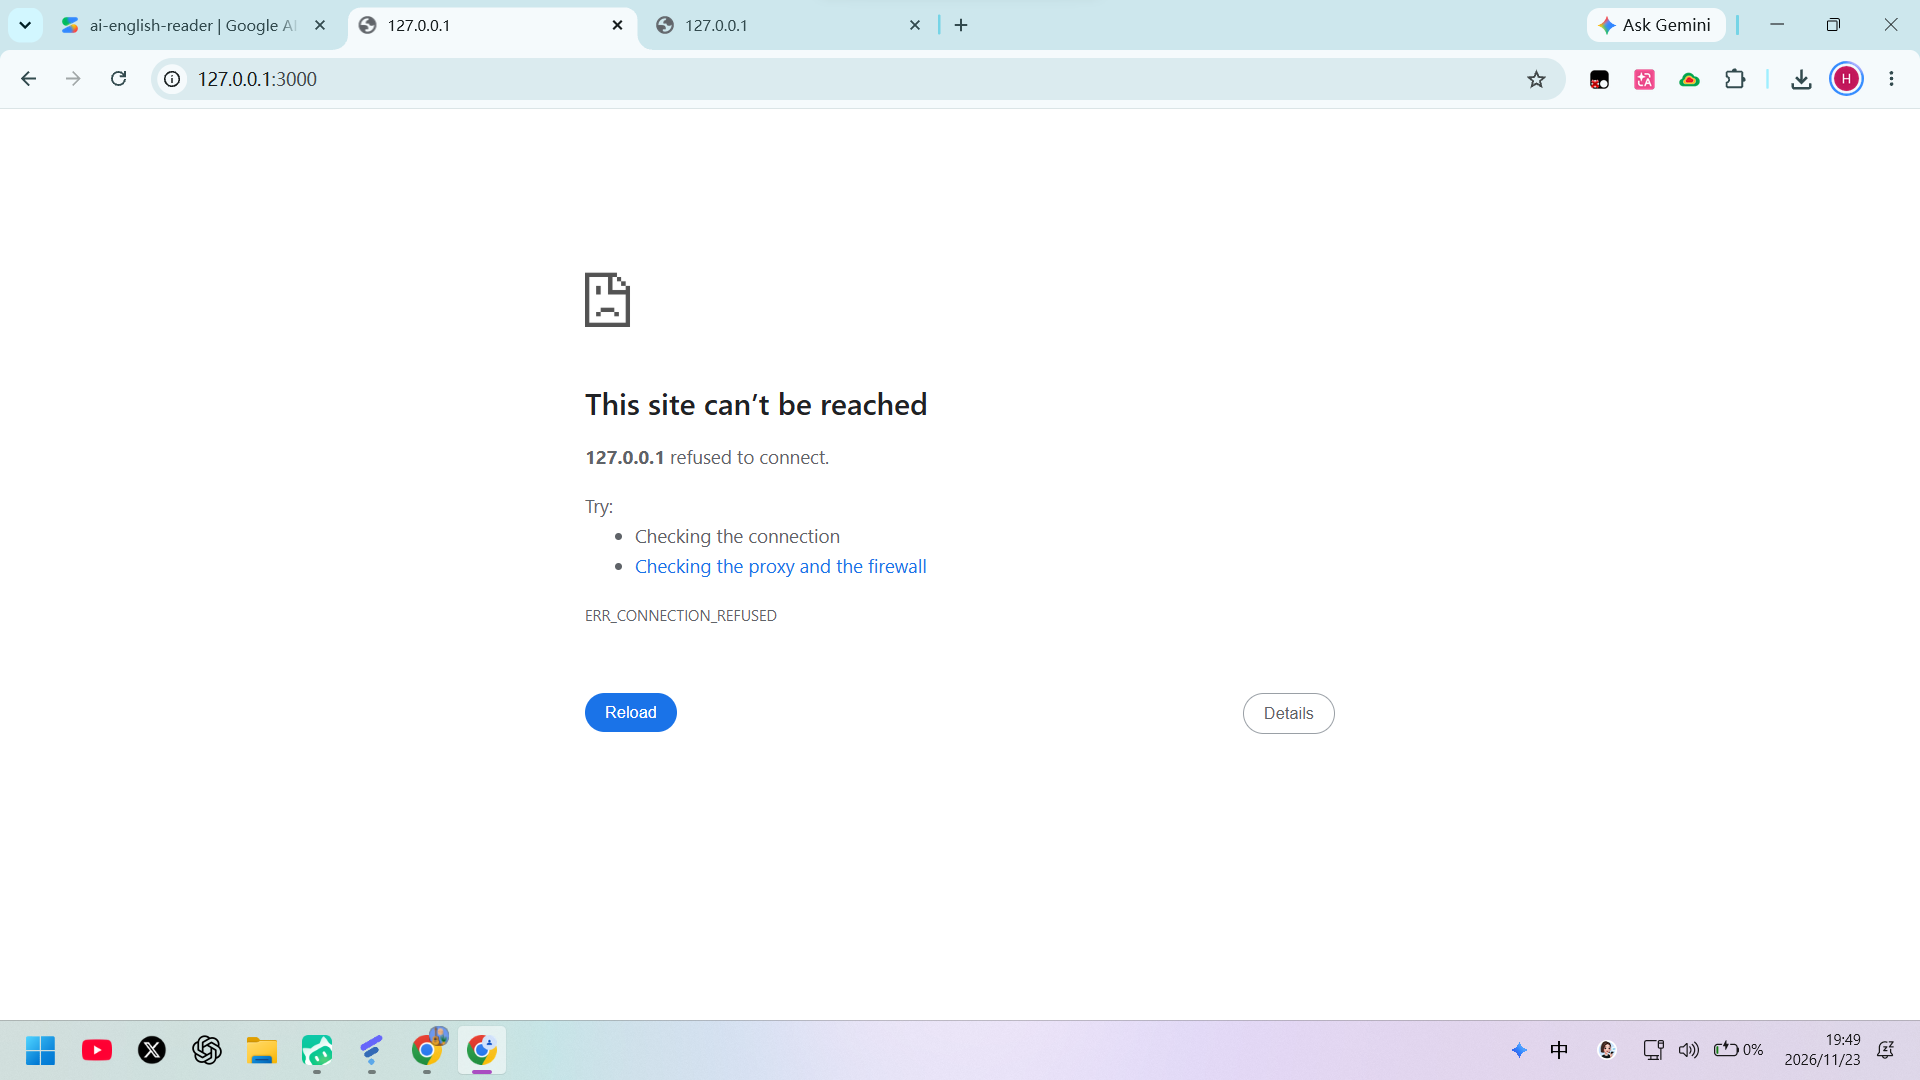 ai-english-reader | Google AI
127.0.0.1
127.0.0.1
Ask Gemini
127.0.0.1:3000
H
This site can’t be reached
127.0.0.1 refused to connect.
Try:
Checking the connection
Checking the proxy and the firewall
ERR_CONNECTION_REFUSED
Reload
Details
中
0%
19:49
2026/11/23